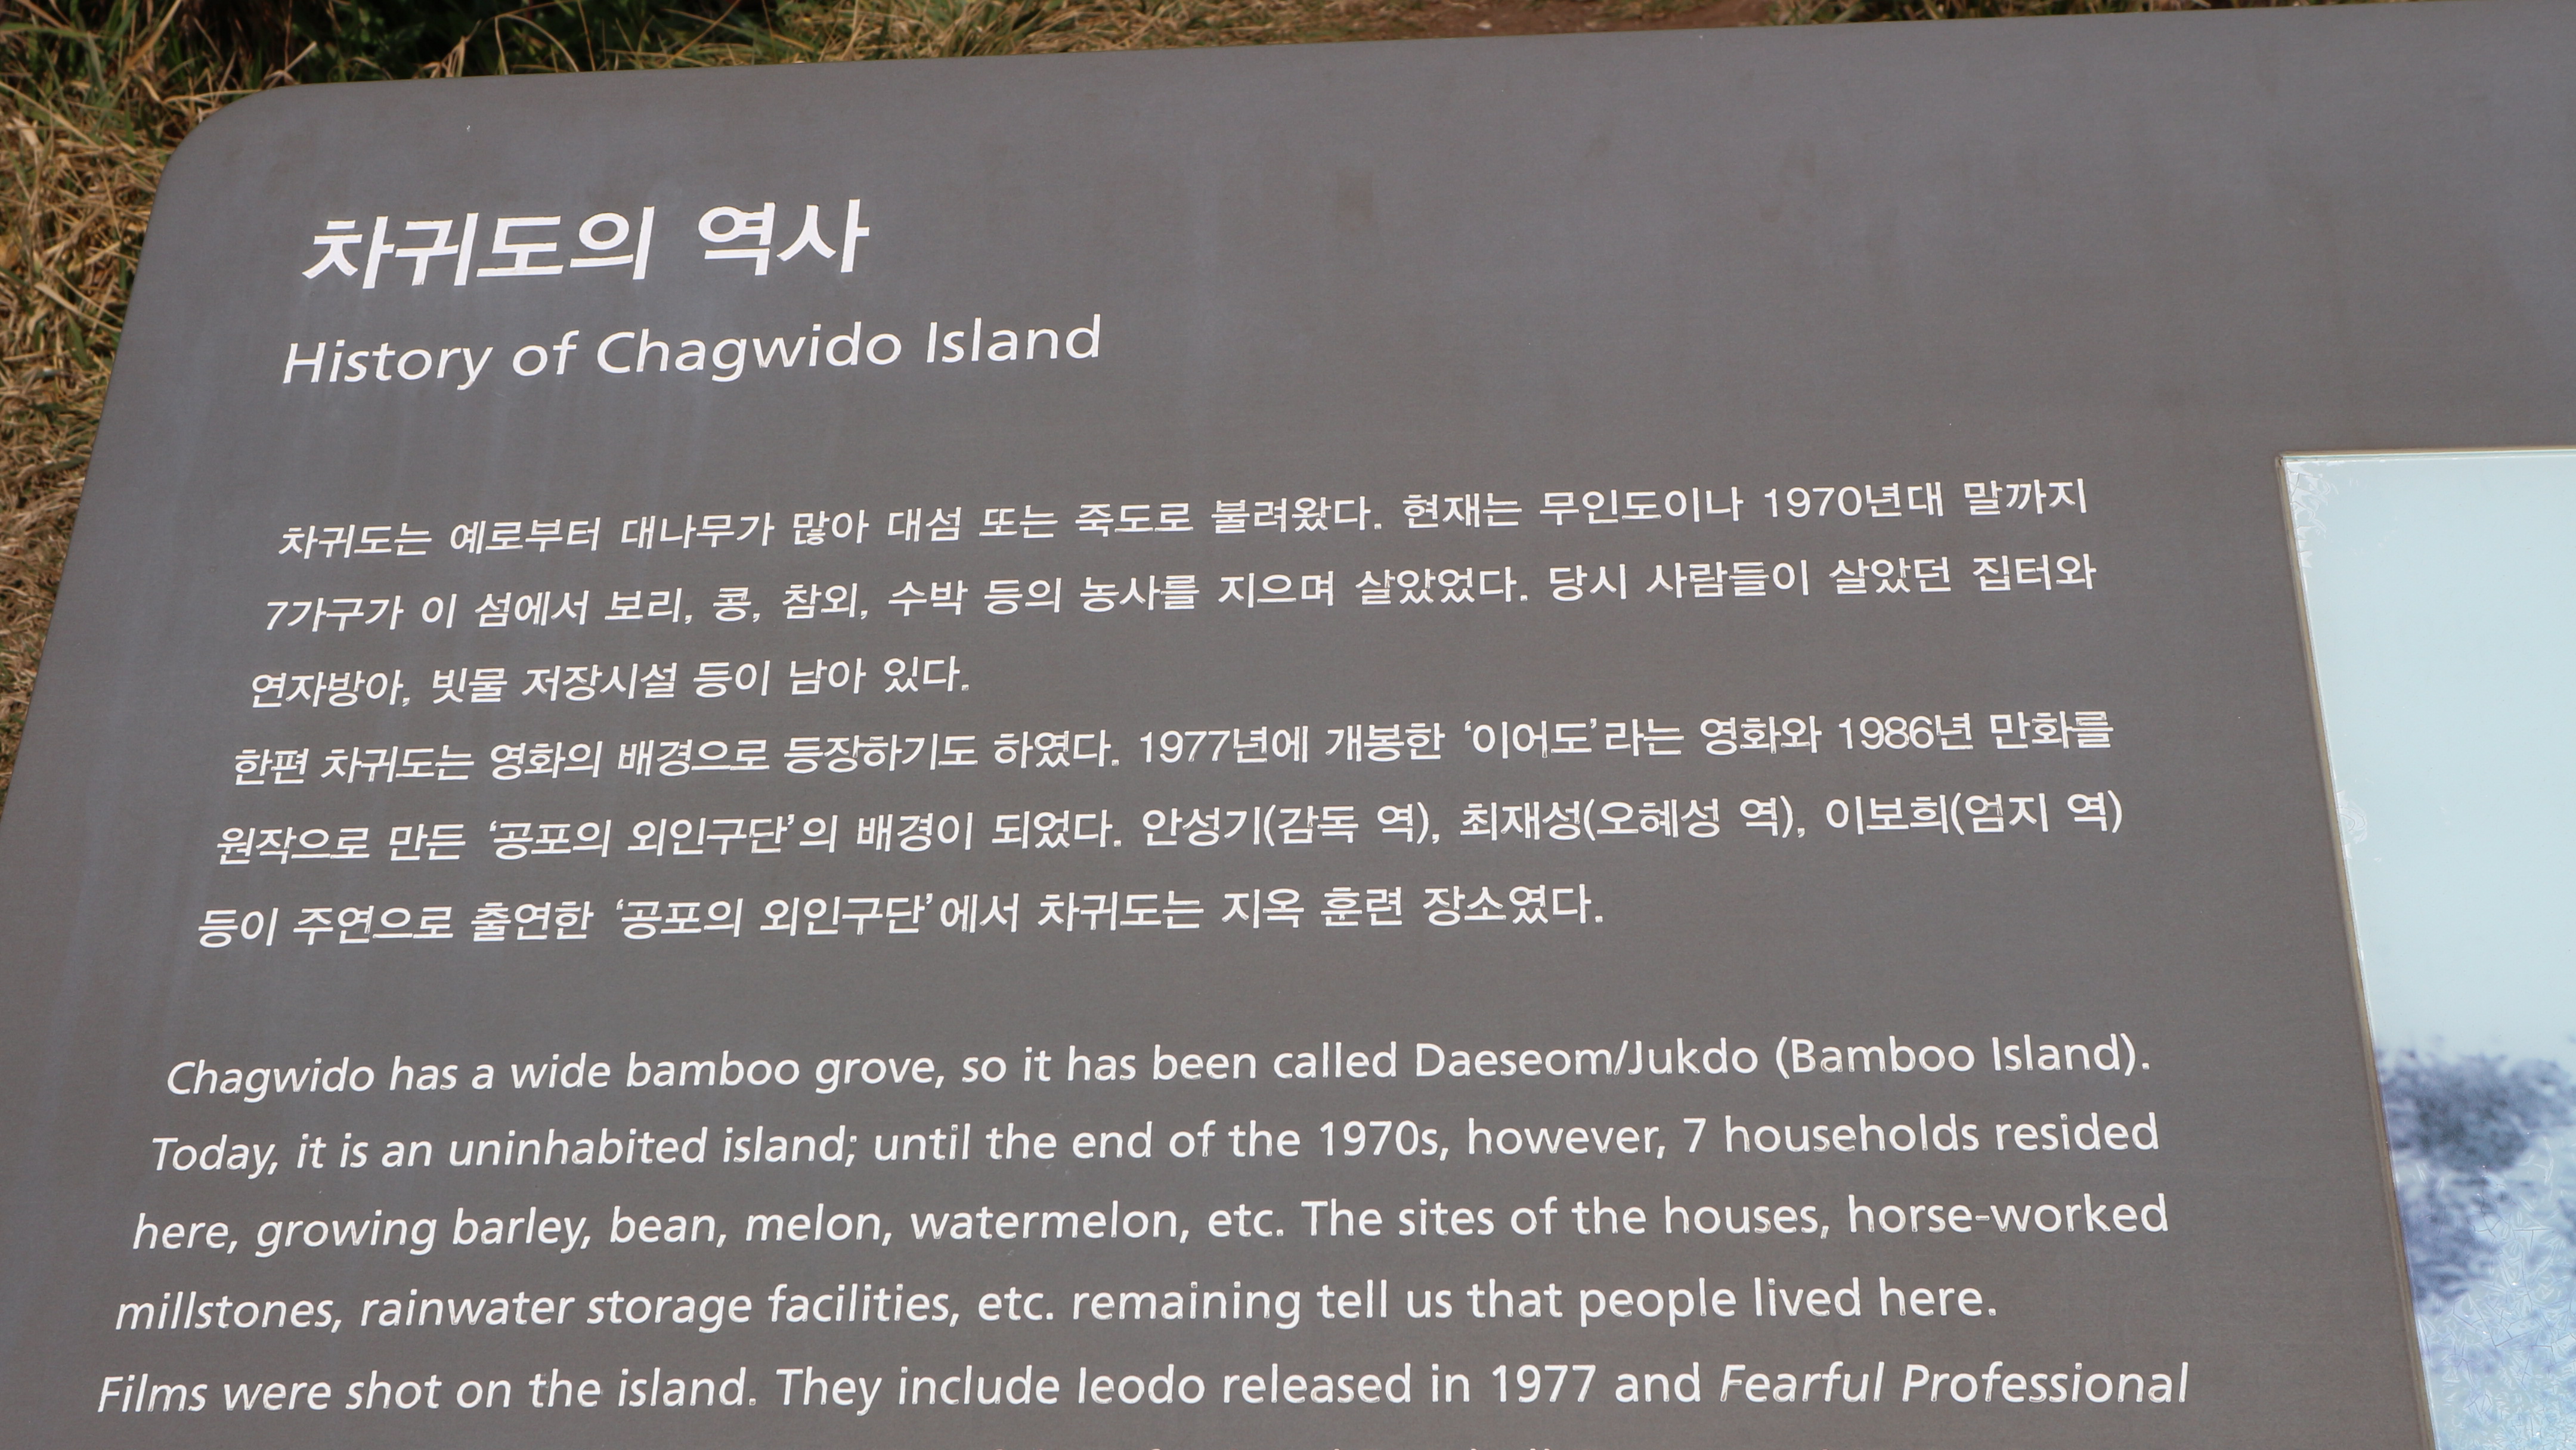 차귀도의 역사
History of Chagwido Island
차귀도는 예로부터 대나무가 많아 대섬 또는 죽도로 불려왔다. 현재는 무인도이나 1970년대 말까지
7가구가 이 섬에서 보리, 콩, 참외, 수박 등의 농사를 지으며 살았었다. 당시 사람들이 살았던 집터와
연자방아, 빗물 저장시설 등이 남아 있다.
한편 차귀도는 영화의 배경으로 등장하기도 하였다. 1977년에 개봉한 ‘이어도’라는 영화와 1986년 만화를
원작으로 만든 ‘공포의 외인구단’의 배경이 되었다. 안성기(감독 역), 최재성(오혜성 역), 이보희(엄지 역)
등이 주연으로 출연한 ‘공포의 외인구단’에서 차귀도는 지옥 훈련 장소였다.
Chagwido has a wide bamboo grove, so it has been called Daeseom/Jukdo (Bamboo Island).
Today, it is an uninhabited island; until the end of the 1970s, however, 7 households resided
here, growing barley, bean, melon, watermelon, etc. The sites of the houses, horse-worked
millstones, rainwater storage facilities, etc. remaining tell us that people lived here.
Films were shot on the island. They include Ieodo released in 1977 and Fearful Professional